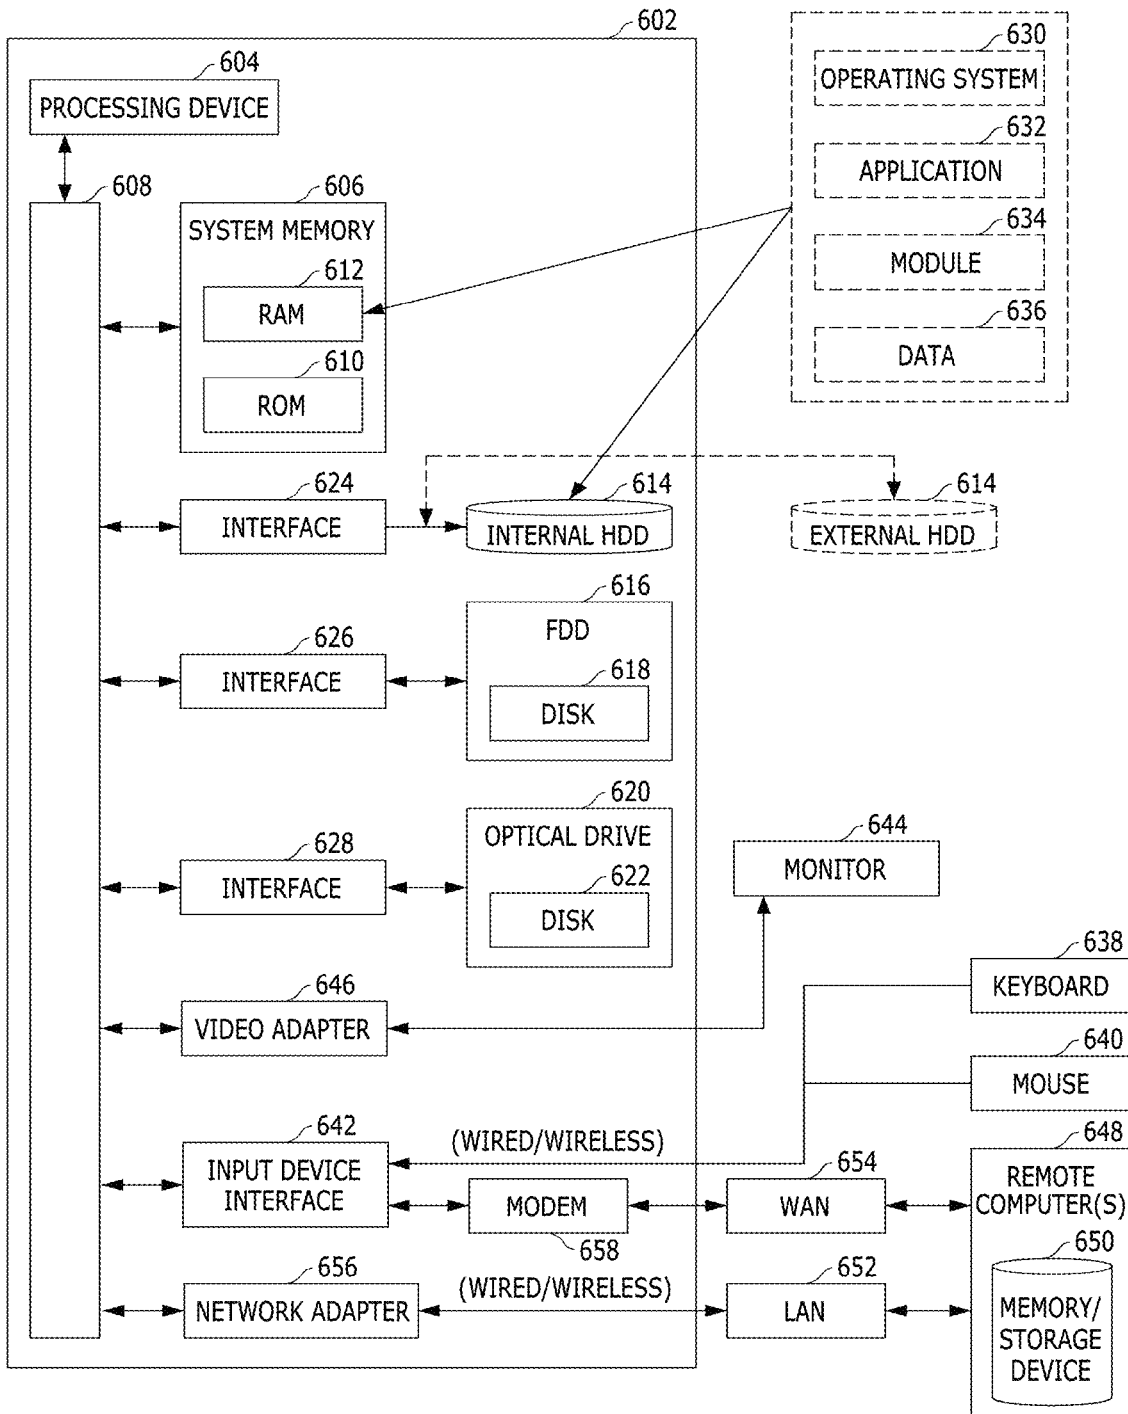 602
604
PROCESSING DEVICE
608
606
SYSTEM MEMORY
612
RAM
610
ROM
630
OPERATING SYSTEM
632
APPLICATION
634
MODULE
636
DATA
624
INTERFACE
614
INTERNAL HDD
614
EXTERNAL HDD
616
FDD
626
INTERFACE
618
DISK
620
OPTICAL DRIVE
628
INTERFACE
622
DISK
644
MONITOR
638
KEYBOARD
646
VIDEO ADAPTER
640
MOUSE
642
INPUT DEVICE
INTERFACE
(WIRED/WIRELESS)
MODEM
658
654
WAN
648
REMOTE
COMPUTER(S)
650
MEMORY/
STORAGE
DEVICE
656
NETWORK ADAPTER
(WIRED/WIRELESS)
652
LAN